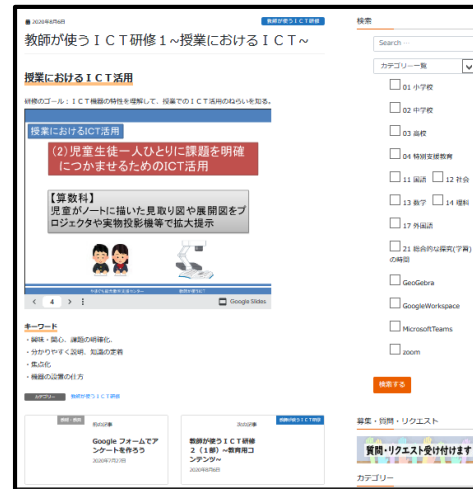 2020年8月6日
教師が使うＩＣＴ研修
教師が使うＩＣＴ研修１~授業におけるＩＣＴ~
授業におけるＩＣＴ活用
研修のゴール：ＩＣＴ機器の特性を理解して、授業でのＩＣＴ活用のねらいを知る。
授業におけるICT活用
(2)児童生徒一人ひとりに課題を明確
につかませるためのICT活用
【算数科】
児童がノートに描いた見取り図や展開図をプ
ロジェクタや実物投影機等で拡大提示
4
Google Slides
キーワード
・興味・関心、課題の明確化、
・分かりやすく説明、知識の定着
・焦点化
・機器の設置の仕方
カテゴリー
教師が使うＩＣＴ研修
前の記事
Google フォームでア
ンケートを作ろう
2020年7月23日
次の記事
教師が使うＩＣＴ研修
教師が使うＩＣＴ研修
２（１部）~教育用コ
ンテンツ~
2020年8月6日
検索
Search …
カテゴリー一覧
01 小学校
02 中学校
03 高校
04 特別支援教育
11 国語 12 社会
13 数学 14 理科
17 外国語
21 総合的な探究(学習)
の時間
GeoGebra
GoogleWorkspace
MicrosoftTeams
zoom
検索する
募集・質問・リクエスト
質問・リクエスト受け付けます
カテゴリー